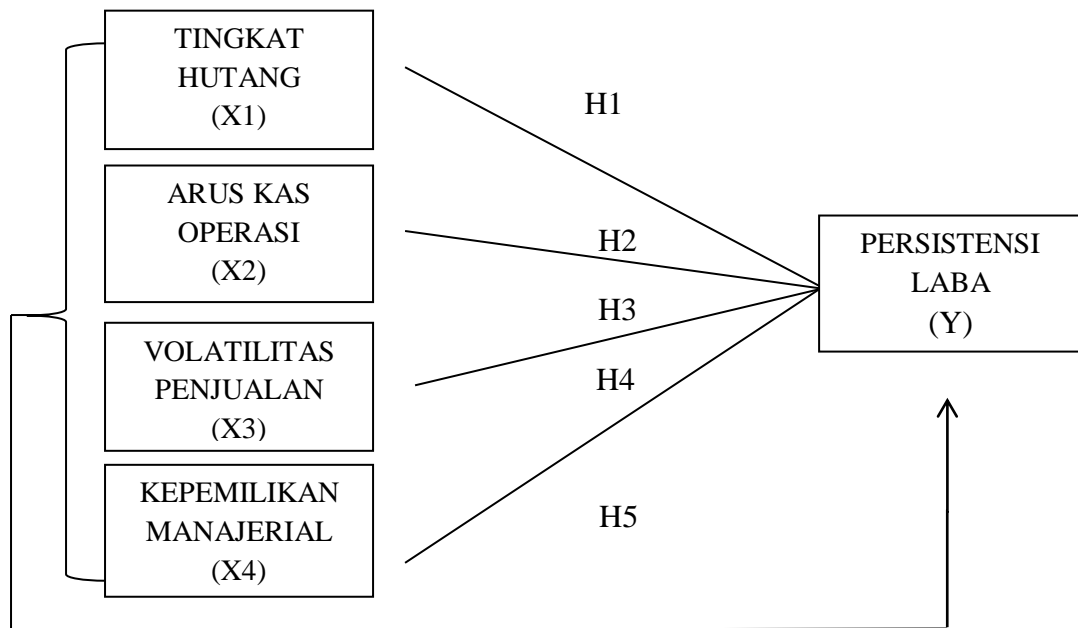 TINGKAT
HUTANG
(X1)
ARUS KAS
OPERASI
(X2)
VOLATILITAS
PENJUALAN
(X3)
KEPEMILIKAN
MANAJERIAL
(X4)
H1
H2
H3
H4
H5
PERSISTENSI
LABA
(Y)